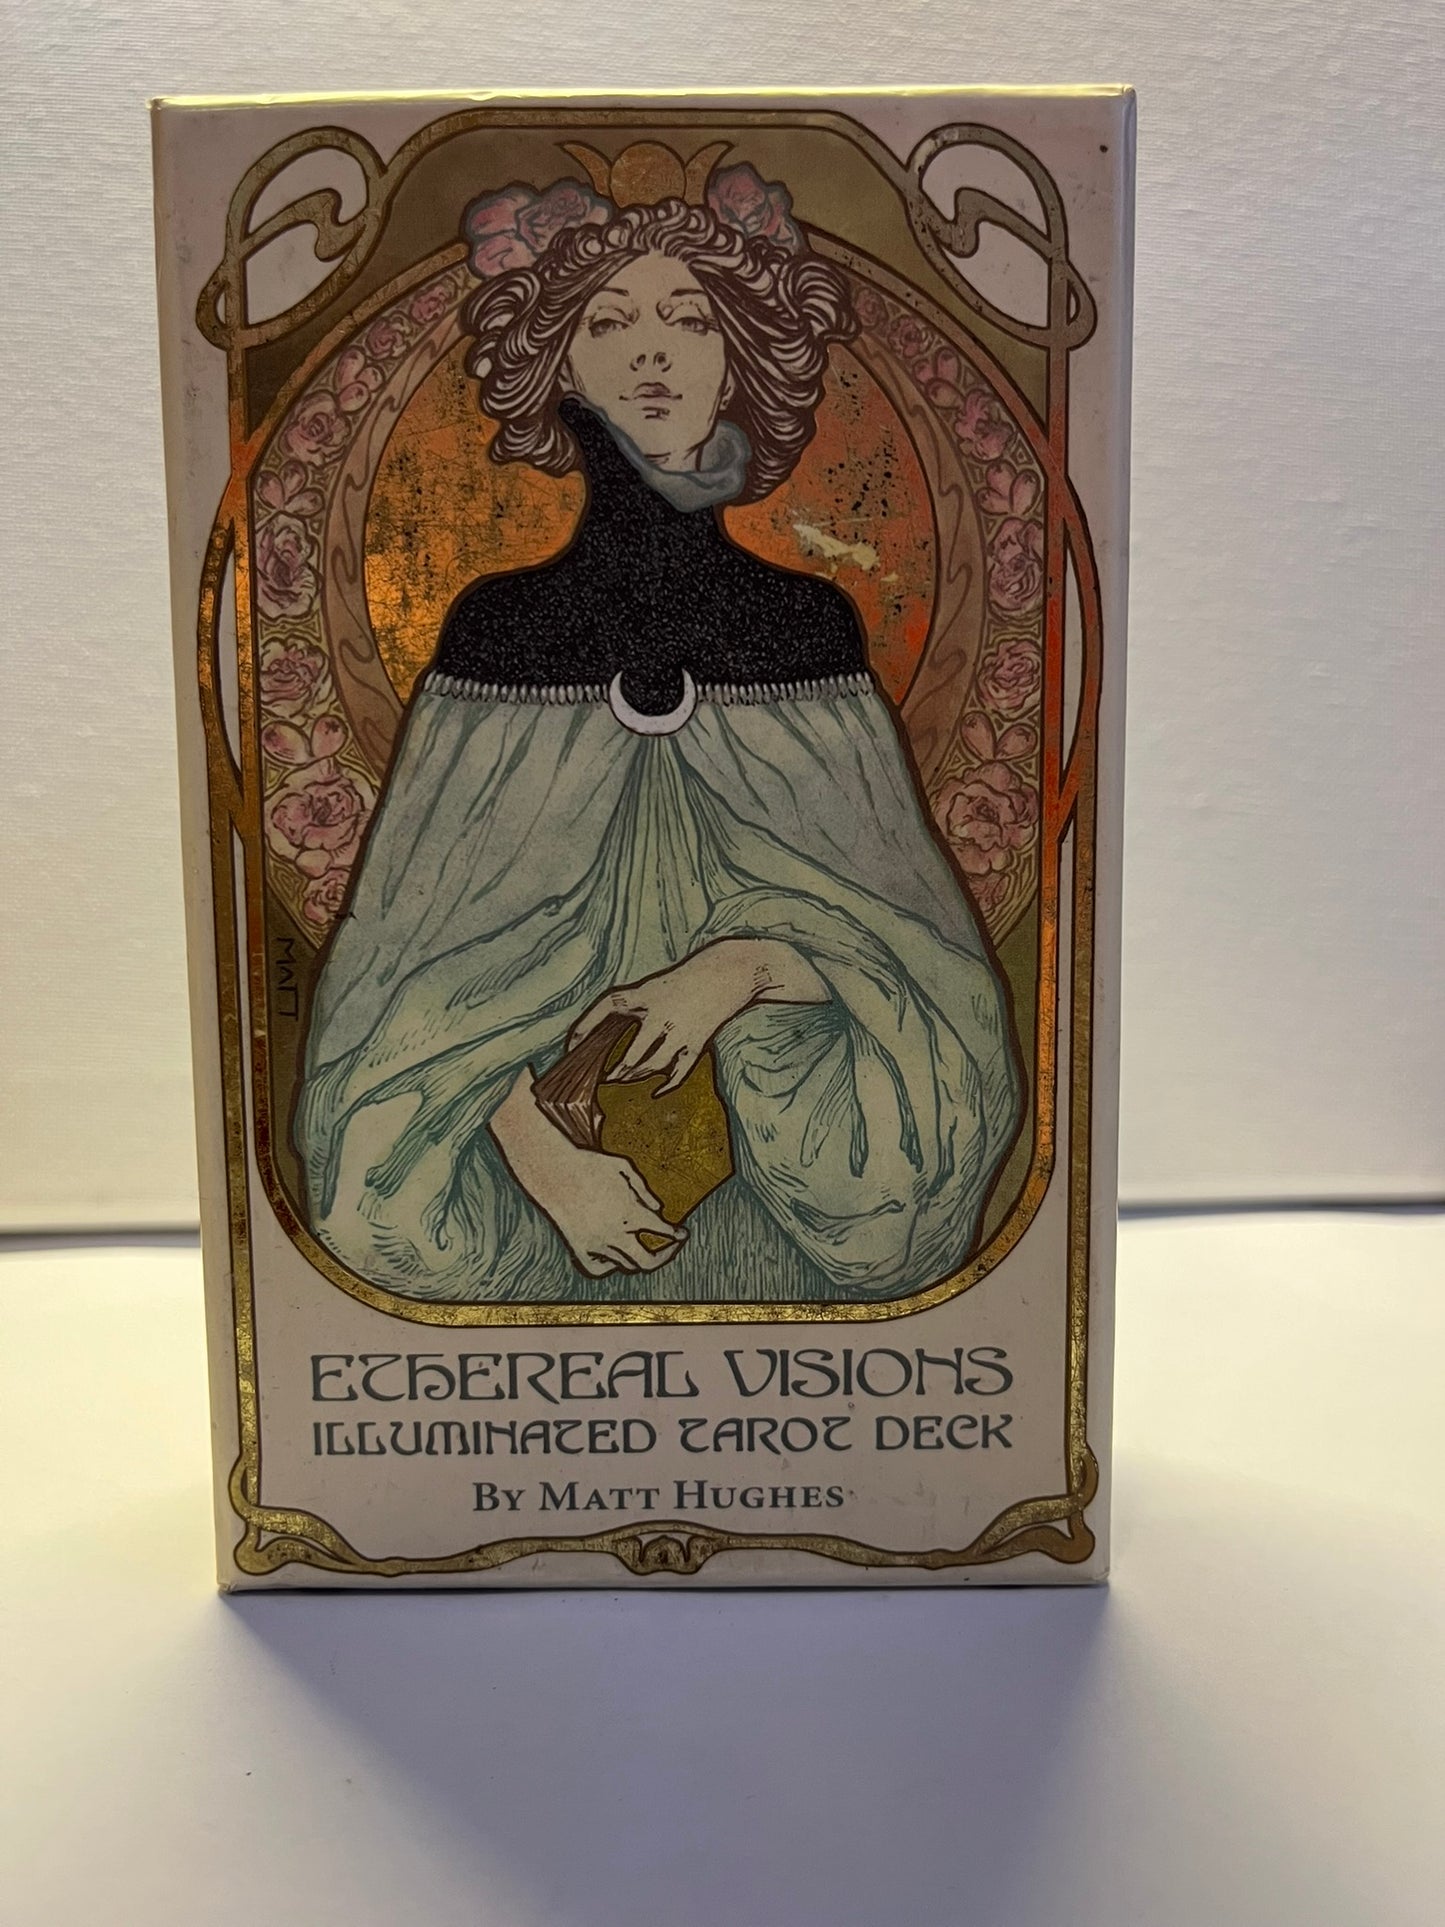 MATT
ETHEREAL VISIONS
ILLUMINATED TAROT DECK
BY MATT HUGHES